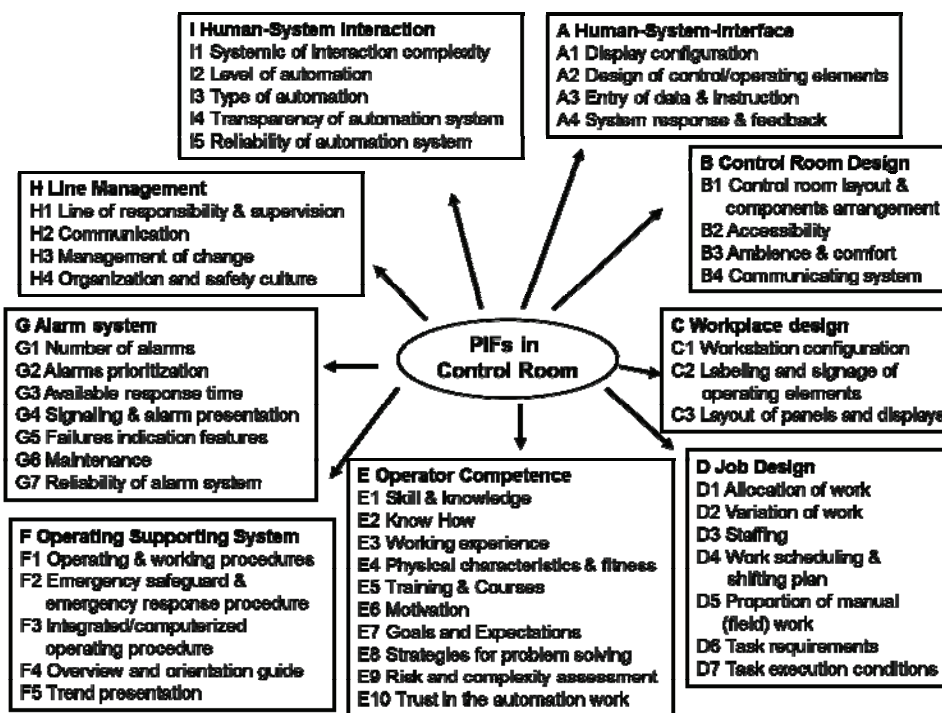 I Human-System Interaction
I1 Systemic of interaction complexity
I2 Level of automation
I3 Type of automation
I4 Transparency of automation system
I5 Reliability of automation system
A Human-System-Interface
A1 Display configuration
A2 Design of control/operating elements
A3 Entry of data & Instruction
A4 System response & feedback
H Line Management
H1 Line of responsibility & supervision
H2 Communication
H3 Management of change
H4 Organization and safety culture
B Control Room Design
B1 Control room layout &
components arrangement
B2 Accessibility
B3 Ambience & comfort
B4 Communicating system
G Alarm system
G1 Number of alarms
G2 Alarms prioritization
G3 Available response time
G4 Signaling & alarm presentation
G5 Failures indication features
G6 Maintenance
G7 Reliability of alarm system
PIFs in
Control Room
C Workplace design
C1 Workstation configuration
C2 Labeling and signage of
operating elements
C3 Layout of panels and displays
F Operating Supporting System
F1 Operating & working procedures
F2 Emergency safeguard &
emergency response procedure
F3 Integrated/computerized
operating procedure
F4 Overview and orientation guide
F5 Trend presentation
E Operator Competence
E1 Skill & knowledge
E2 Know How
E3 Working experience
E4 Physical characteristics & fitness
E5 Training & Courses
E6 Motivation
E7 Goals and Expectations
E8 Strategies for problem solving
E9 Risk and complexity assessment
E10 Trust in the automation work
D Job Design
D1 Allocation of work
D2 Variation of work
D3 Staffing
D4 Work scheduling &
shifting plan
D5 Proportion of manual
(field) work
D6 Task requirements
D7 Task execution conditions